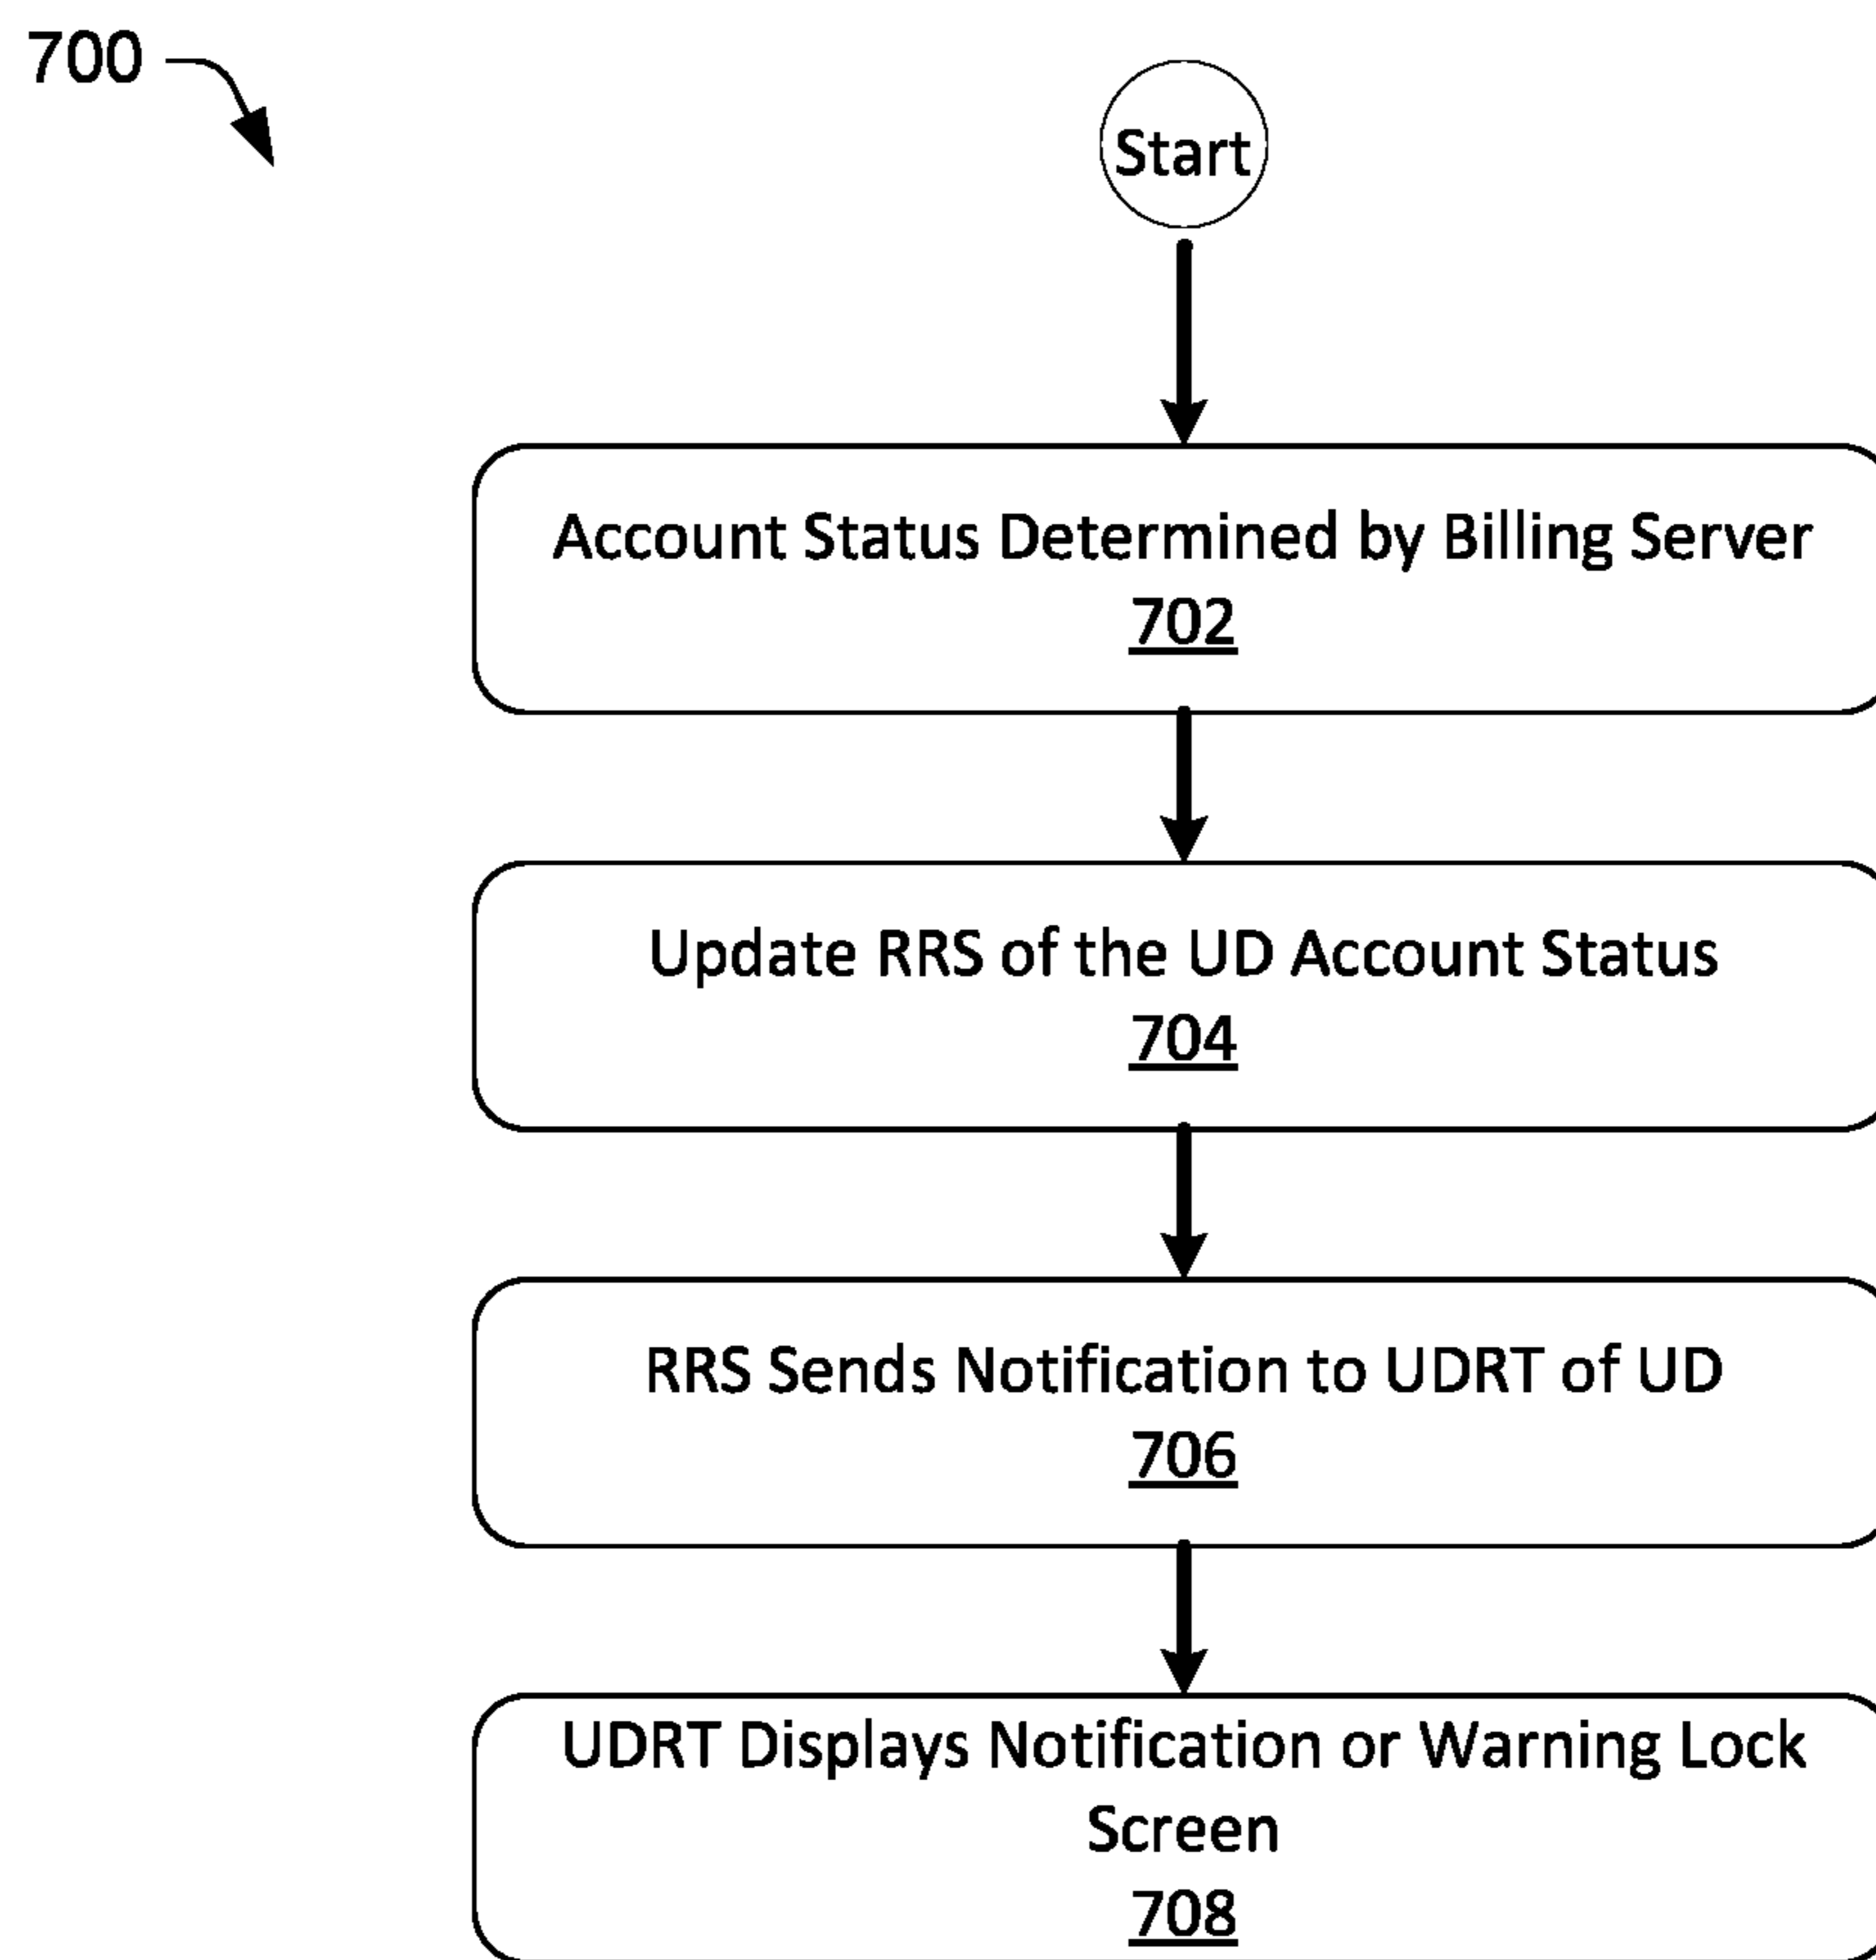 700
Start
Account Status Determined by Billing Server
702
Update RRS of the UD Account Status
704
RRS Sends Notification to UDRT of UD
706
UDRT Displays Notification or Warning Lock
Screen
708